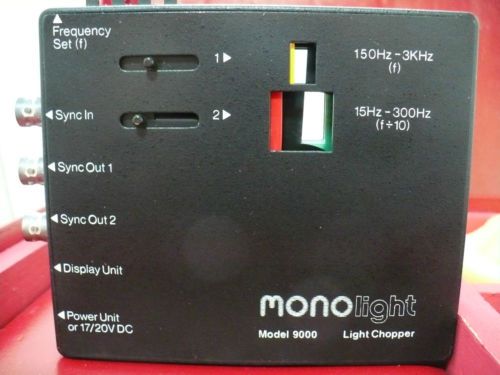 ▲
Frequency
Set (f)
1 ▶
150Hz – 3KHz
(f)
◀ Sync In
2 ▶
15Hz – 300Hz
(f÷10)
◀ Sync Out 1
◀ Sync Out 2
◀ Display Unit
◀ Power Unit
or 17/20V DC
monolight
Model 9000 Light Chopper